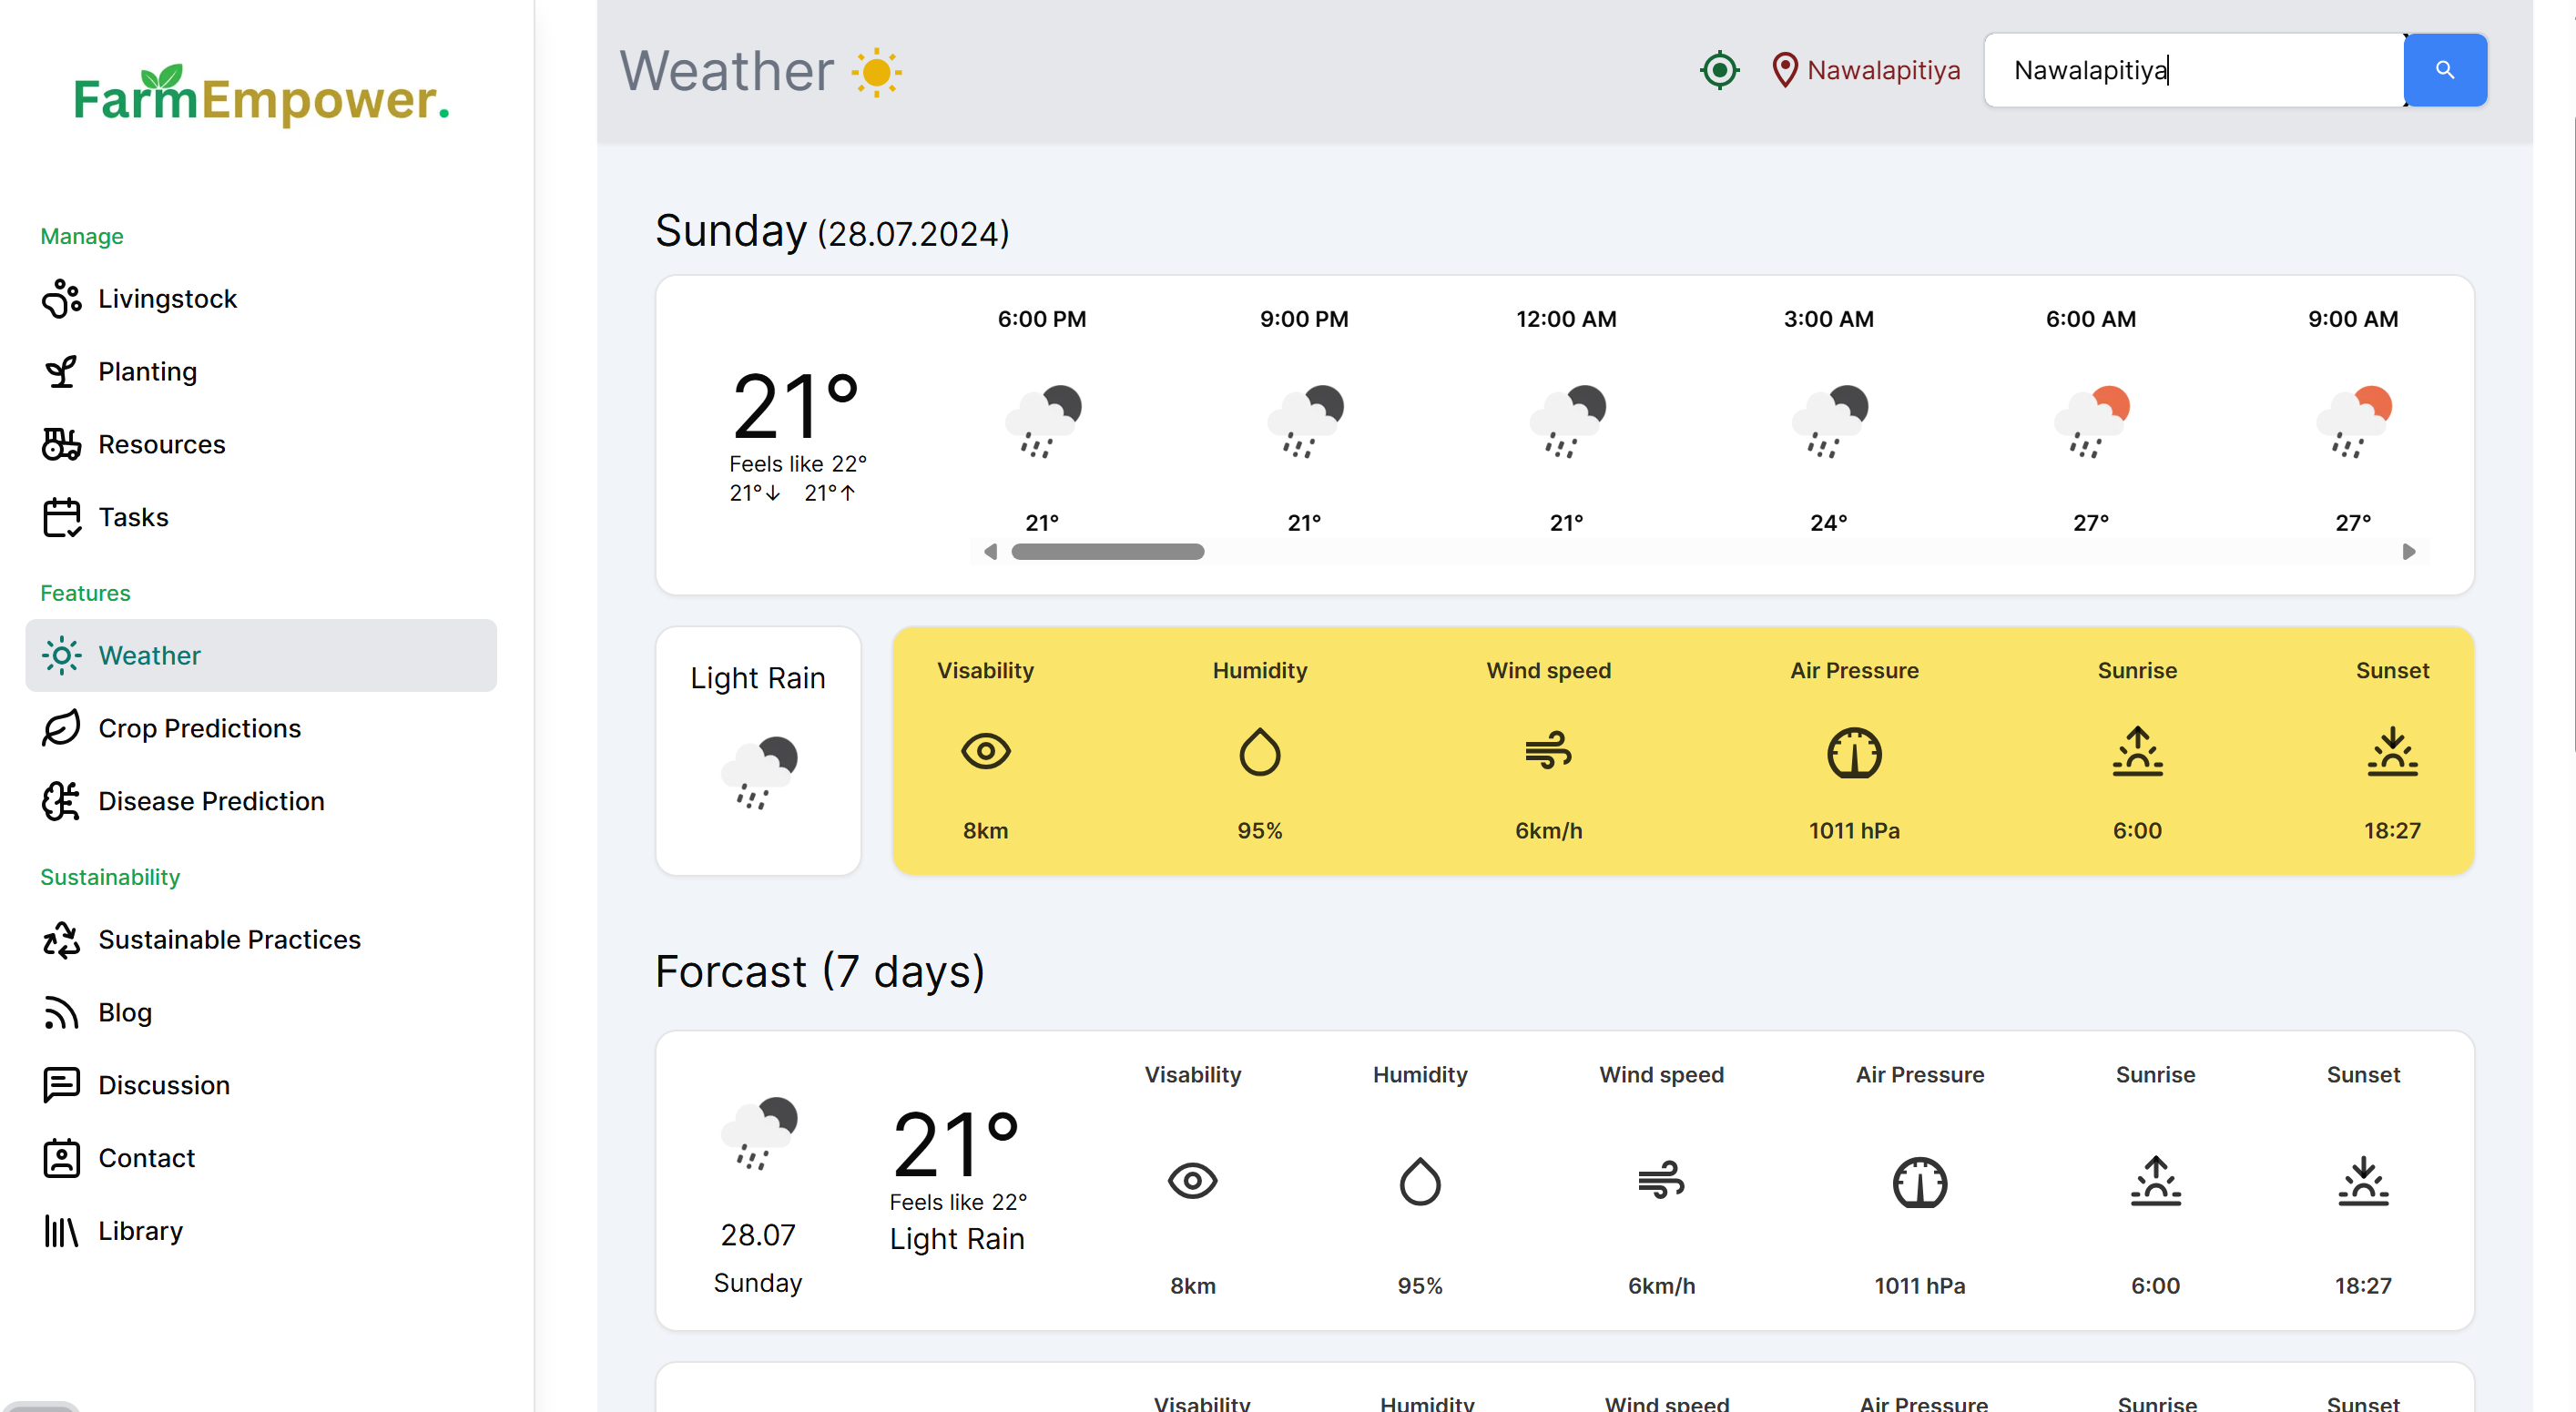 FarmEmpower.
Manage
Livingstock
Planting
Resources
Tasks
Features
Weather
Crop Predictions
Disease Prediction
Sustainability
Sustainable Practices
Blog
Discussion
Contact
Library
Weather
Nawalapitiya
Nawalapitiya
Sunday (28.07.2024)
21°
Feels like 22°
21°↓ 21°↑
6:00 PM 9:00 PM 12:00 AM 3:00 AM 6:00 AM 9:00 AM
21° 21° 21° 24° 27° 27°
Light Rain
Visability Humidity Wind speed Air Pressure Sunrise Sunset
8km 95% 6km/h 1011 hPa 6:00 18:27
Forcast (7 days)
28.07
Sunday
21°
Feels like 22°
Light Rain
Visability Humidity Wind speed Air Pressure Sunrise Sunset
8km 95% 6km/h 1011 hPa 6:00 18:27
Visability Humidity Wind speed Air Pressure Sunrise Sunset